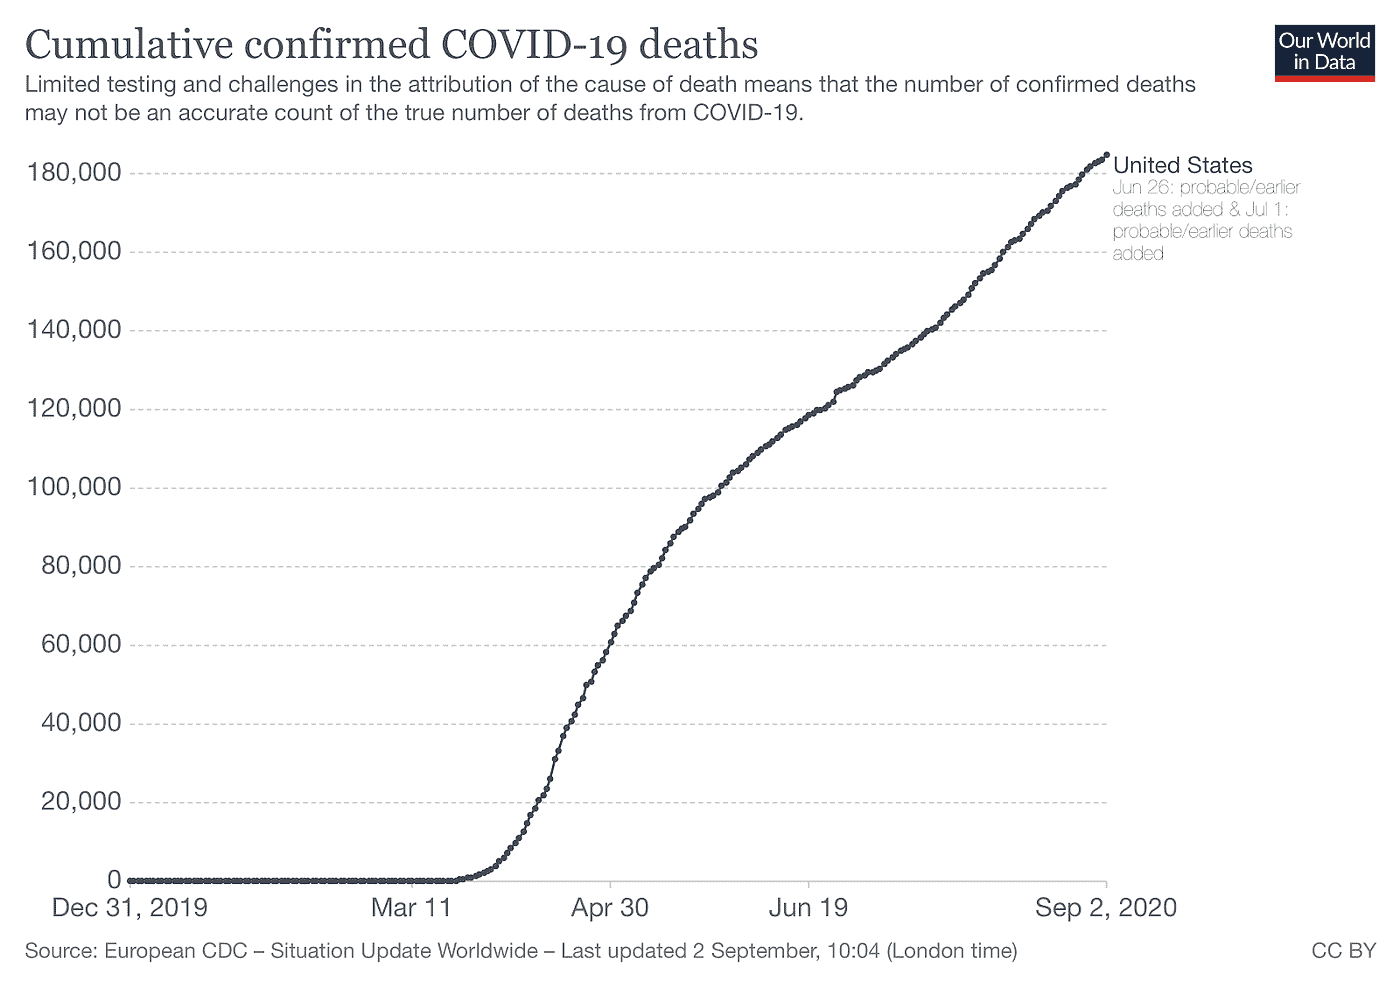 Cumulative confirmed COVID-19 deaths
Our World
in Data
Limited testing and challenges in the attribution of the cause of death means that the number of confirmed deaths
may not be an accurate count of the true number of deaths from COVID-19.
180,000
160,000
140,000
120,000
100,000
80,000
60,000
40,000
20,000
0
United States
Jun 26: probable/earlier
deaths added & Jul 1:
probable/earlier deaths
added
Dec 31, 2019
Mar 11
Apr 30
Jun 19
Sep 2, 2020
Source: European CDC – Situation Update Worldwide – Last updated 2 September, 10:04 (London time)
CC BY